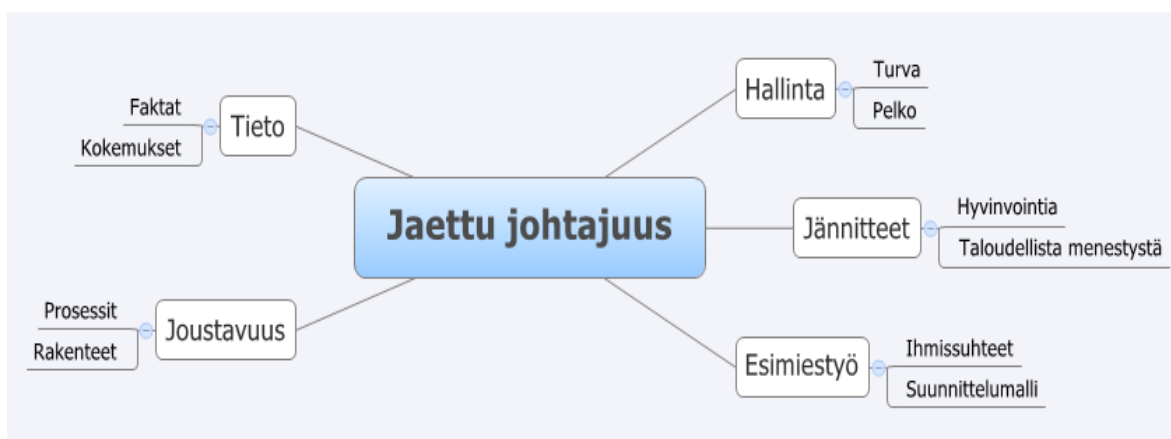 Jaettu johtajuus
Tieto
Faktat
Kokemukset
Joustavuus
Prosessit
Rakenteet
Hallinta
Turva
Pelko
Jännitteet
Hyvinvointia
Taloudellista menestystä
Esimiestyö
Ihmissuhteet
Suunnittelumalli